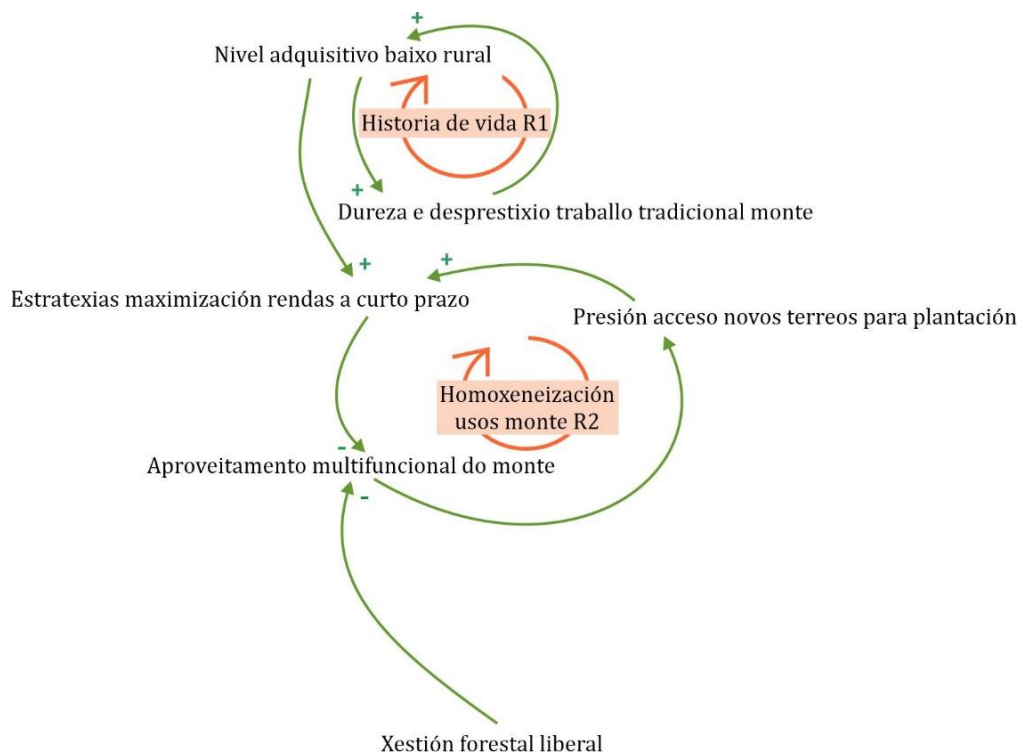 +
Nivel adquisitivo baixo rural
Historia de vida R1
+
Dureza e desprestixio traballo tradicional monte
+
+
Estratexias maximización rendas a curto prazo
Presión acceso novos terreos para plantación
Homoxeneización
usos monte R2
-
Aproveitamento multifuncional do monte
-
Xestión forestal liberal